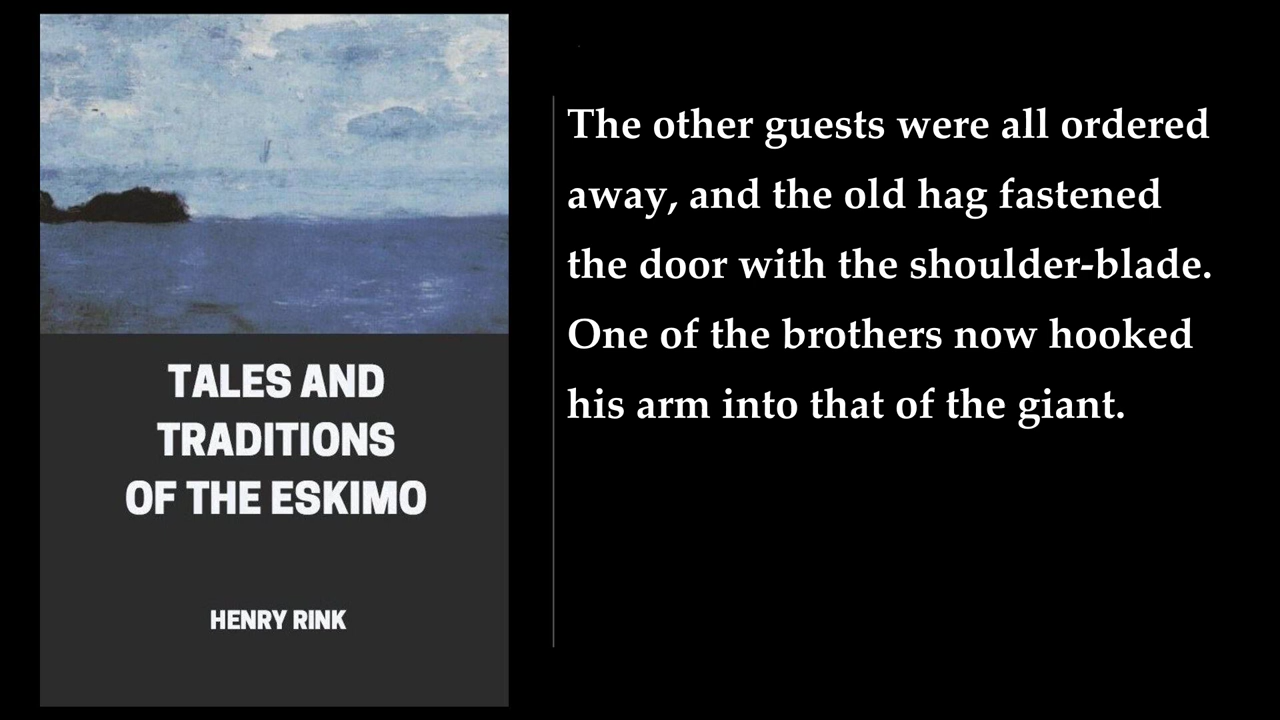 TALES AND
TRADITIONS
OF THE ESKIMO
HENRY RINK
The other guests were all ordered
away, and the old hag fastened
the door with the shoulder-blade.
One of the brothers now hooked
his arm into that of the giant.